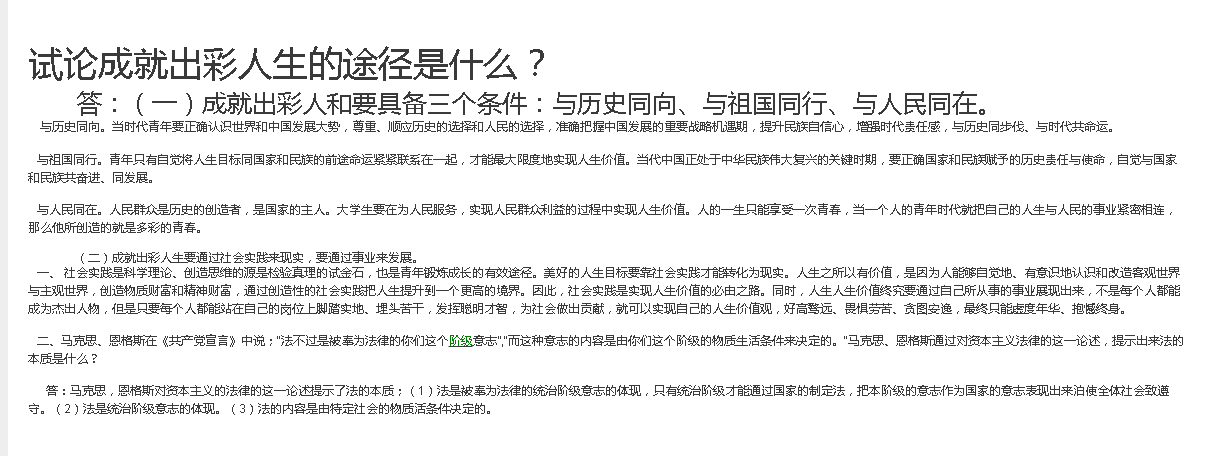 试论成就出彩人生的途径是什么？
答：（一）成就出彩人和要具备三个条件：与历史同向、与祖国同行、与人民同在。
与历史同向。当时代青年要正确认识世界和中国发展大势，尊重、顺应历史的选择和人民的选择，准确把握中国发展的重要战略机遇期，提升民族自信心，增强时代责任感，与历史同步伐、与时代共命运。
与祖国同行。青年只有自觉将人生目标同国家和民族的前途命运紧紧联系在一起，才能最大限度地实现人生价值。当代中国正处于中华民族伟大复兴的关键时期，要正确国家和民族赋予的历史责任与使命，自觉与国家
和民族共奋进、同发展。
与人民同在。人民群众是历史的创造者，是国家的主人。大学生要在为人民服务，实现人民群众利益的过程中实现人生价值。人的一生只能享受一次青春，当一个人的青年时代就把自己的人生与人民的事业紧密相连，
那么他所创造的就是多彩的青春。
（二）成就出彩人生要通过社会实践来现实，要通过事业来发展。
一、 社会实践是科学理论、创造思维的源是检验真理的试金石，也是青年锻炼成长的有效途径。美好的人生目标要靠社会实践才能转化为现实。人生之所以有价值，是因为人能够自觉地、有意识地认识和改造客观世界
与主观世界，创造物质财富和精神财富，通过创造性的社会实践把人生提升到一个更高的境界。因此，社会实践是实现人生价值的必由之路。同时，人生人生价值终究要通过自己所从事的事业展现出来，不是每个人都能
成为杰出人物，但是只要每个人都能站在自己的岗位上脚踏实地、埋头苦干，发挥聪明才智，为社会做出贡献，就可以实现自己的人生价值观，好高骛远、畏惧劳苦、贪图安逸，最终只能虚度年华、抱憾终身。
二、马克思、恩格斯在《共产党宣言》中说；"法不过是被奉为法律的你们这个阶级意志","而这种意志的内容是由你们这个阶级的物质生活条件来决定的。"马克思、恩格斯通过对资本主义法律的这一论述，提示出来法的
本质是什么？
答：马克思，恩格斯对资本主义的法律的这一论述提示了法的本质；（1）法是被奉为法律的统治阶级意志的体现，只有统治阶级才能通过国家的制定法，把本阶级的意志作为国家的意志表现出来迫使全体社会致遵
守。（2）法是统治阶级意志的体现。（3）法的内容是由特定社会的物质活条件决定的。